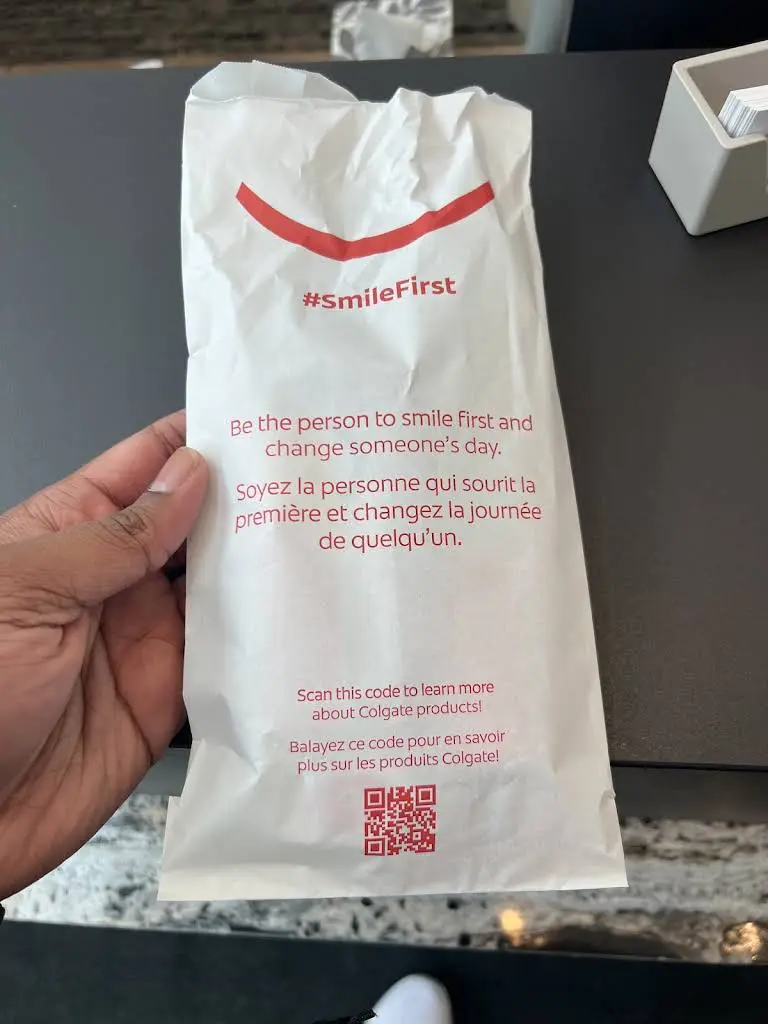 #SmileFirst
Be the person to smile first and
change someone's day.
Soyez la personne qui sourit la
première et changez la journée
de quelqu'un.
Scan this code to learn more
about Colgate products!
Balayez ce code pour en savoir
plus sur les produits Colgate!